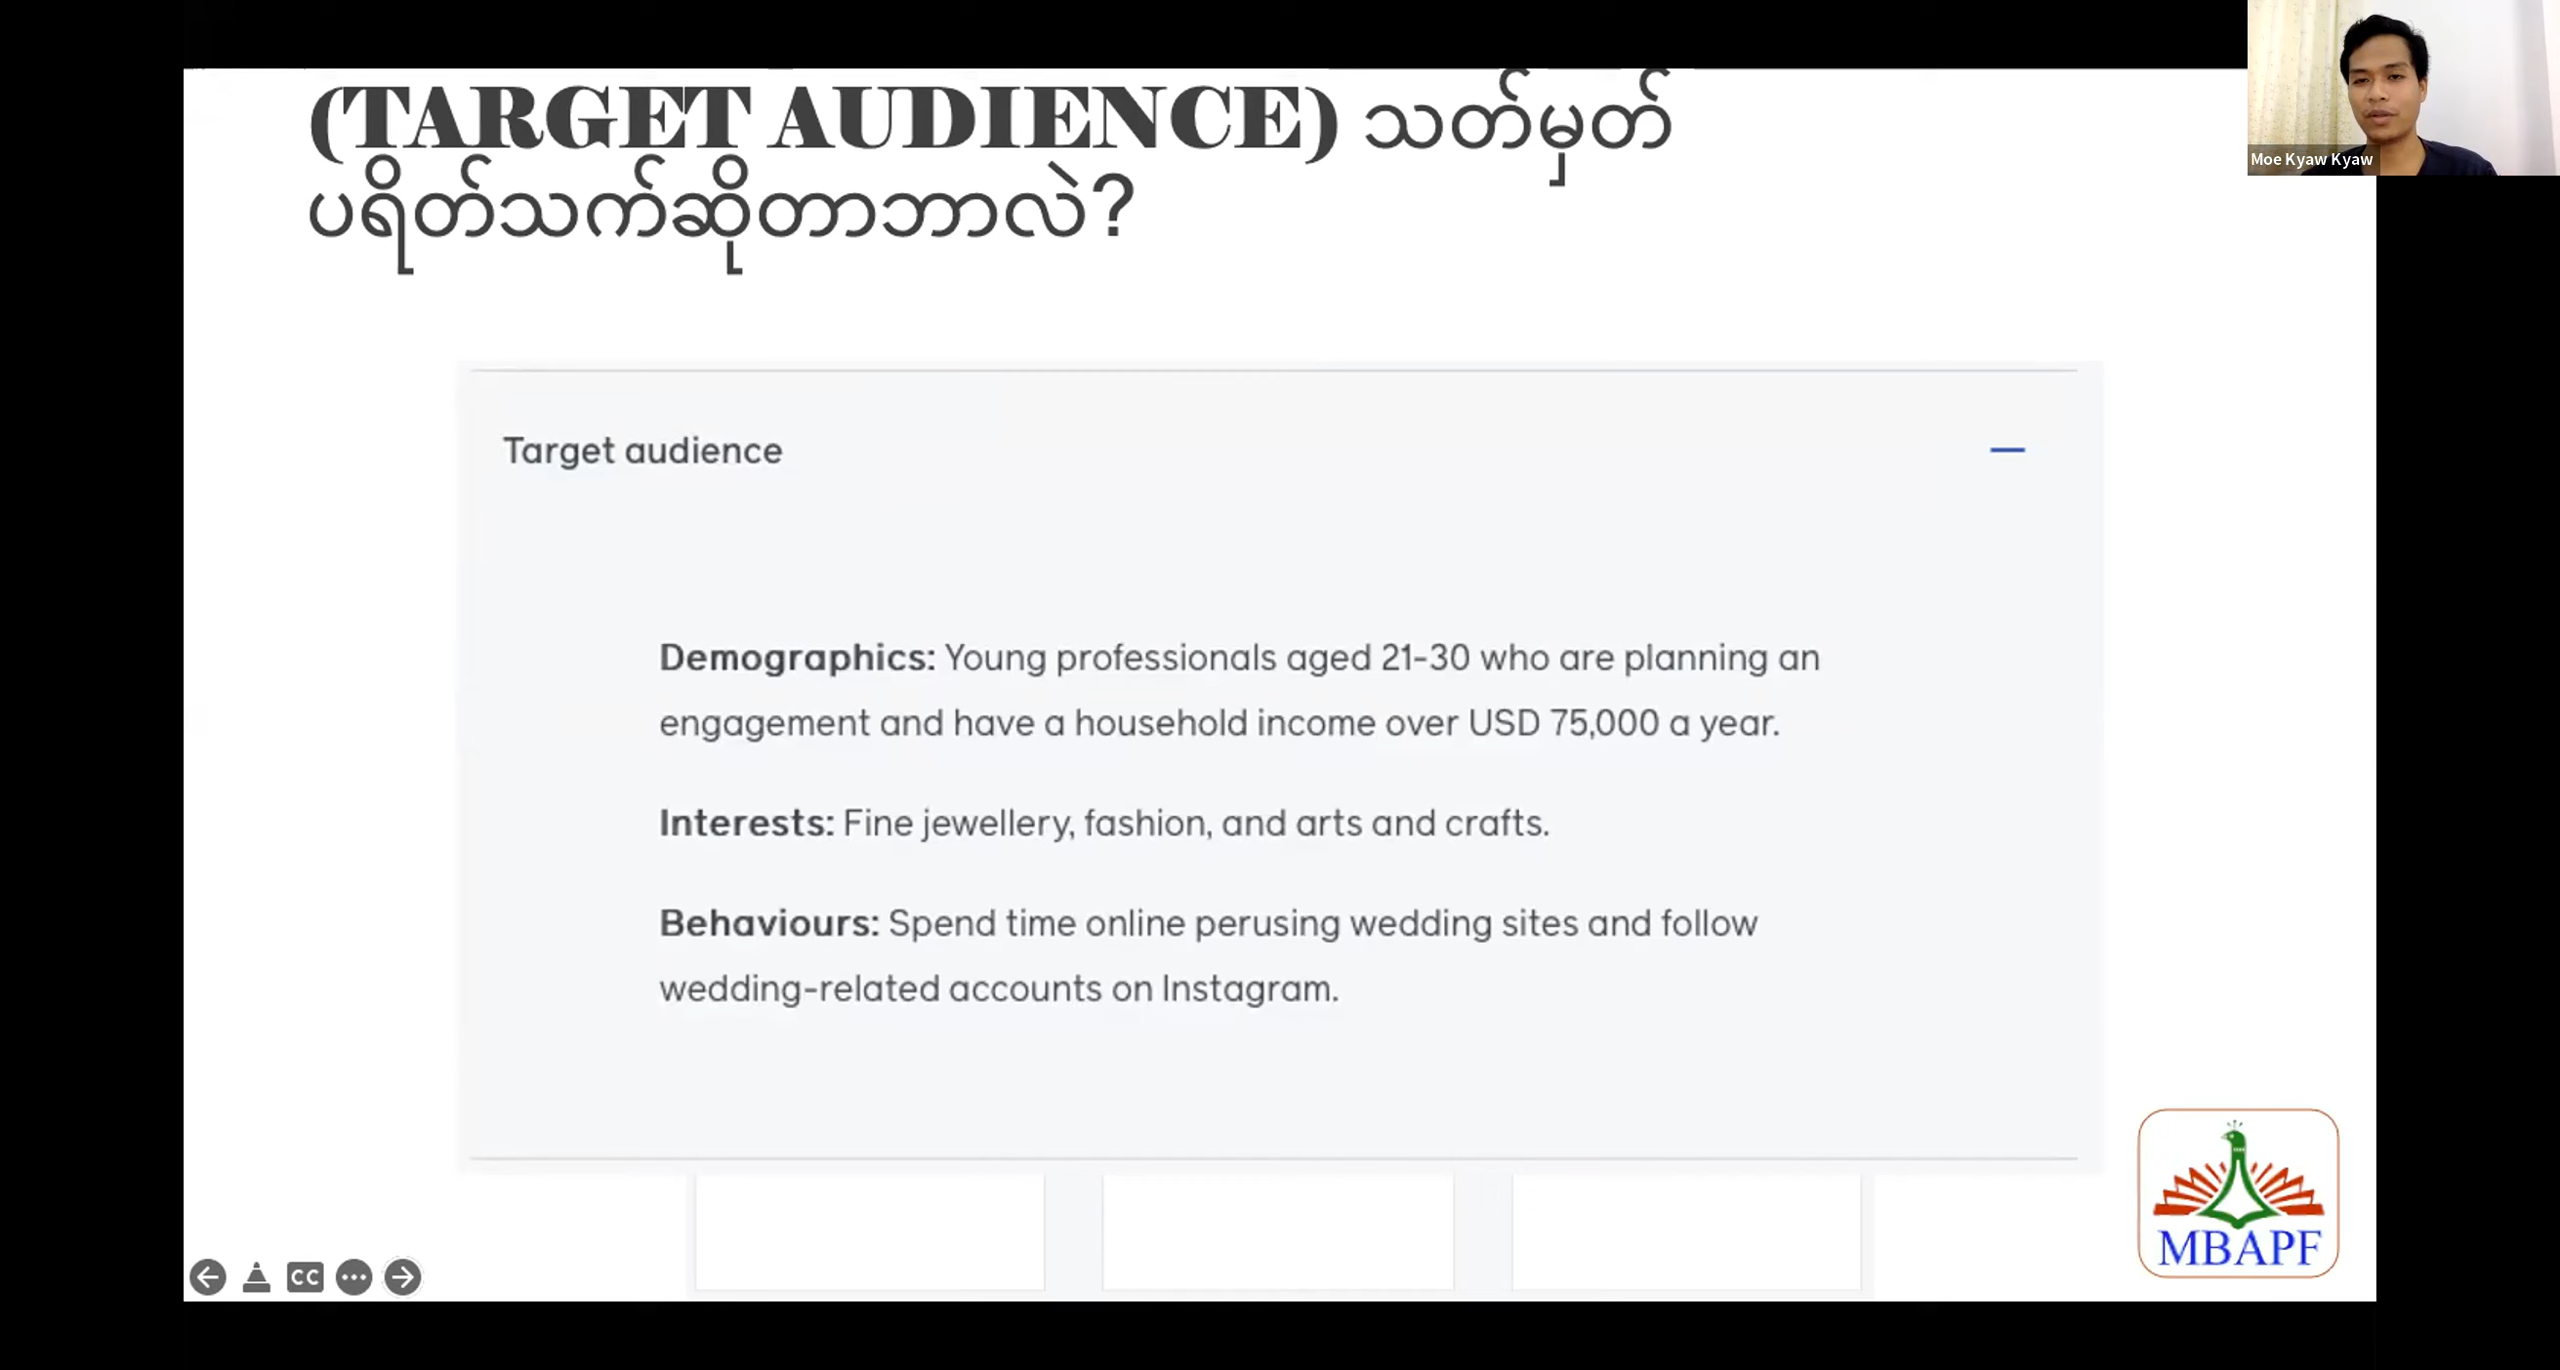 (TARGET AUDIENCE) သတ်မှတ်
ပရိတ်သက်ဆိုတာဘာလဲ?
Moe Kyaw Kyaw
Target audience
Demographics: Young professionals aged 21-30 who are planning an
engagement and have a household income over USD 75,000 a year.
Interests: Fine jewellery, fashion, and arts and crafts.
Behaviours: Spend time online perusing wedding sites and follow
wedding-related accounts on Instagram.
MBAPF
CC